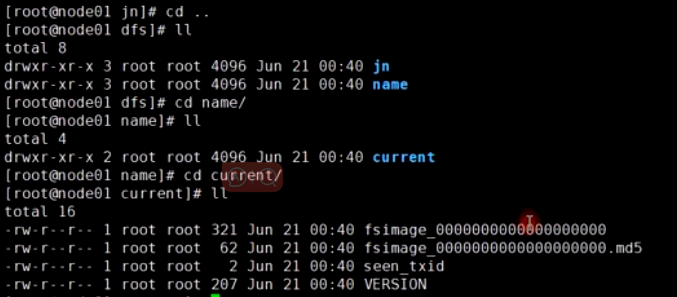 [root@node01 jn]# cd ..
[root@node01 dfs]# ll
total 8
drwxr-xr-x 3 root root 4096 Jun 21 00:40 jn
drwxr-xr-x 3 root root 4096 Jun 21 00:40 name
[root@node01 dfs]# cd name/
[root@node01 name]# ll
total 4
drwxr-xr-x 2 root root 4096 Jun 21 00:40 current
[root@node01 name]# cd current/
[root@node01 current]# ll
total 16
-rw-r--r-- 1 root root 321 Jun 21 00:40 fsimage_0000000000000000000
-rw-r--r-- 1 root root  62 Jun 21 00:40 fsimage_0000000000000000000.md5
-rw-r--r-- 1 root root   2 Jun 21 00:40 seen_txid
-rw-r--r-- 1 root root 207 Jun 21 00:40 VERSION